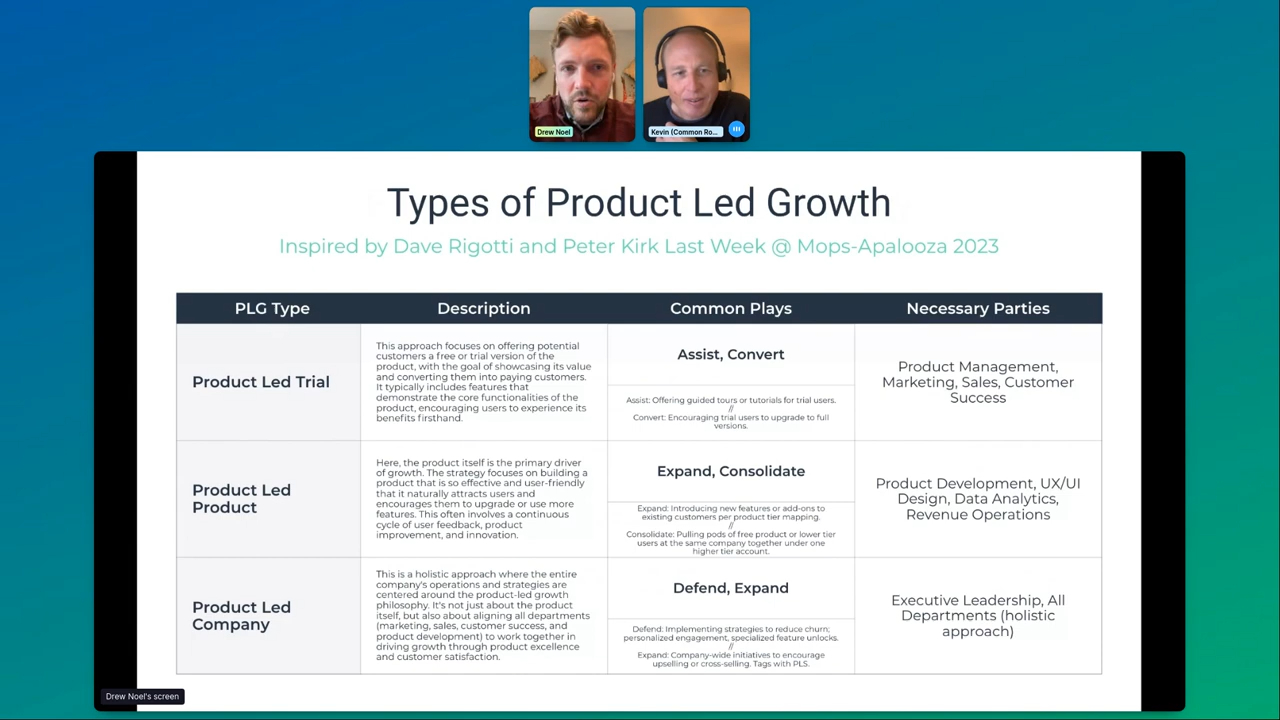 Drew Noel
Kevin (Common Ro...
Types of Product Led Growth
Inspired by Dave Rigotti and Peter Kirk Last Week @ Mops-Apalooza 2023
PLG Type
Description
Common Plays
Necessary Parties
Product Led Trial
This approach focuses on offering potential
customers a free or trial version of the
product, with the goal of showcasing its value
and converting them into paying customers.
It typically includes features that
demonstrate the core functionalities of the
product, encouraging users to experience its
benefits firsthand.
Assist, Convert
Assist: Offering guided tours or tutorials for trial users.
//
Convert: Encouraging trial users to upgrade to full
versions.
Product Management,
Marketing, Sales, Customer
Success
Product Led
Product
Here, the product itself is the primary driver
of growth. The strategy focuses on building a
product that is so effective and user-friendly
that it naturally attracts users and
encourages them to upgrade or use more
features. This often involves a continuous
cycle of user feedback, product
improvement, and innovation.
Expand, Consolidate
Expand: Introducing new features or add-ons to
existing customers per product tier mapping.
//
Consolidate: Pulling pods of free product or lower tier
users at the same company together under one
higher tier account.
Product Development, UX/UI
Design, Data Analytics,
Revenue Operations
Product Led
Company
This is a holistic approach where the entire
company's operations and strategies are
centered around the product-led growth
philosophy. It's not just about the product
itself, but also about aligning all departments
(marketing, sales, customer success, and
product development) to work together in
driving growth through product excellence
and customer satisfaction.
Defend, Expand
Defend: Implementing strategies to reduce churn;
personalized engagement, specialized feature unlocks.
//
Expand: Company-wide initiatives to encourage
upselling or cross-selling. Tags with PLS.
Executive Leadership, All
Departments (holistic
approach)
Drew Noel's screen